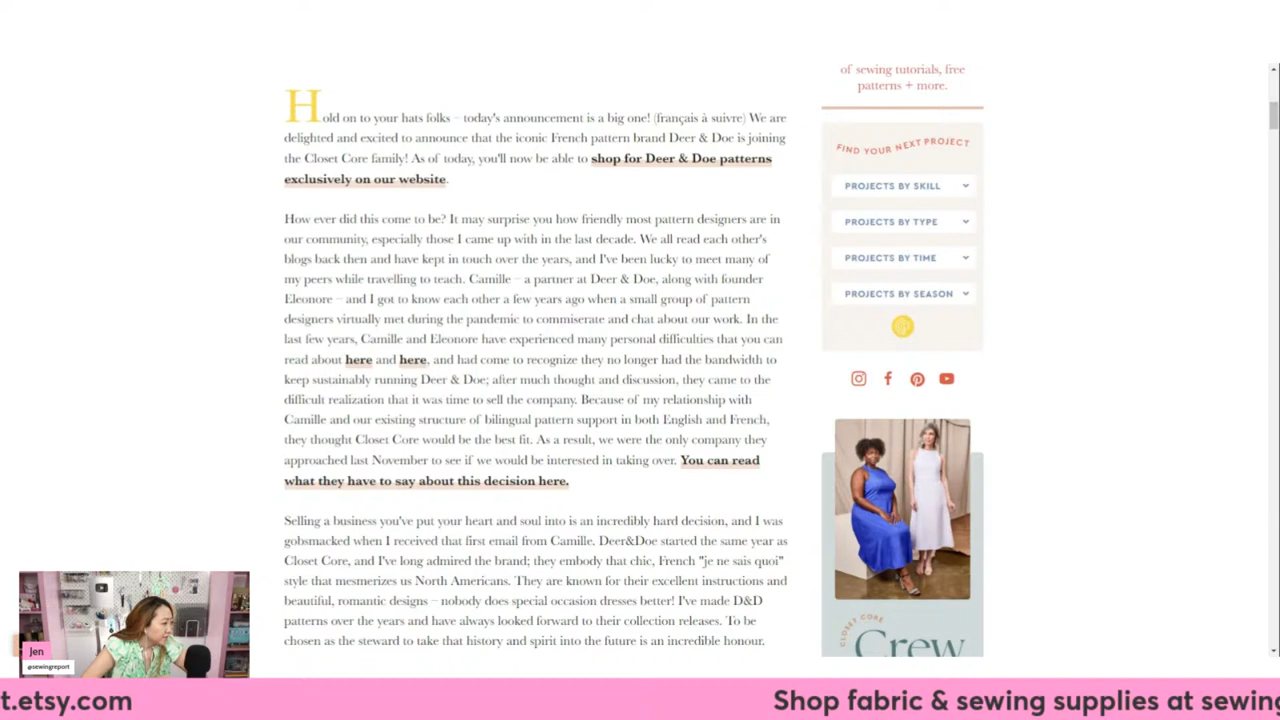 of sewing tutorials, free
patterns + more.
Hold on to your hats folks – today's announcement is a big one! (français à suivre) We are
delighted and excited to announce that the iconic French pattern brand Deer & Doe is joining
the Closet Core family! As of today, you'll now be able to shop for Deer & Doe patterns
exclusively on our website.
How ever did this come to be? It may surprise you how friendly most pattern designers are in
our community, especially those I came up with in the last decade. We all read each other's
blogs back then and have kept in touch over the years, and I've been lucky to meet many of
my peers while travelling to teach. Camille – a partner at Deer & Doe, along with founder
Eleonore – and I got to know each other a few years ago when a small group of pattern
designers virtually met during the pandemic to commiserate and chat about our work. In the
last few years, Camille and Eleonore have experienced many personal difficulties that you can
read about here and here, and had come to recognize they no longer had the bandwidth to
keep sustainably running Deer & Doe; after much thought and discussion, they came to the
difficult realization that it was time to sell the company. Because of my relationship with
Camille and our existing structure of bilingual pattern support in both English and French,
they thought Closet Core would be the best fit. As a result, we were the only company they
approached last November to see if we would be interested in taking over. You can read
what they have to say about this decision here.
Selling a business you've put your heart and soul into is an incredibly hard decision, and I was
gobsmacked when I received that first email from Camille. Deer&Doe started the same year as
Closet Core, and I've long admired the brand; they embody that chic, French "je ne sais quoi"
style that mesmerizes us North Americans. They are known for their excellent instructions and
beautiful, romantic designs – nobody does special occasion dresses better! I've made D&D
patterns over the years and have always looked forward to their collection releases. To be
chosen as the steward to take that history and spirit into the future is an incredible honour.
FIND YOUR NEXT PROJECT
PROJECTS BY SKILL
PROJECTS BY TYPE
PROJECTS BY TIME
PROJECTS BY SEASON
CLOSET CORE
Crew
Jen
@sewingreport
t.etsy.com
Shop fabric & sewing supplies at sewing